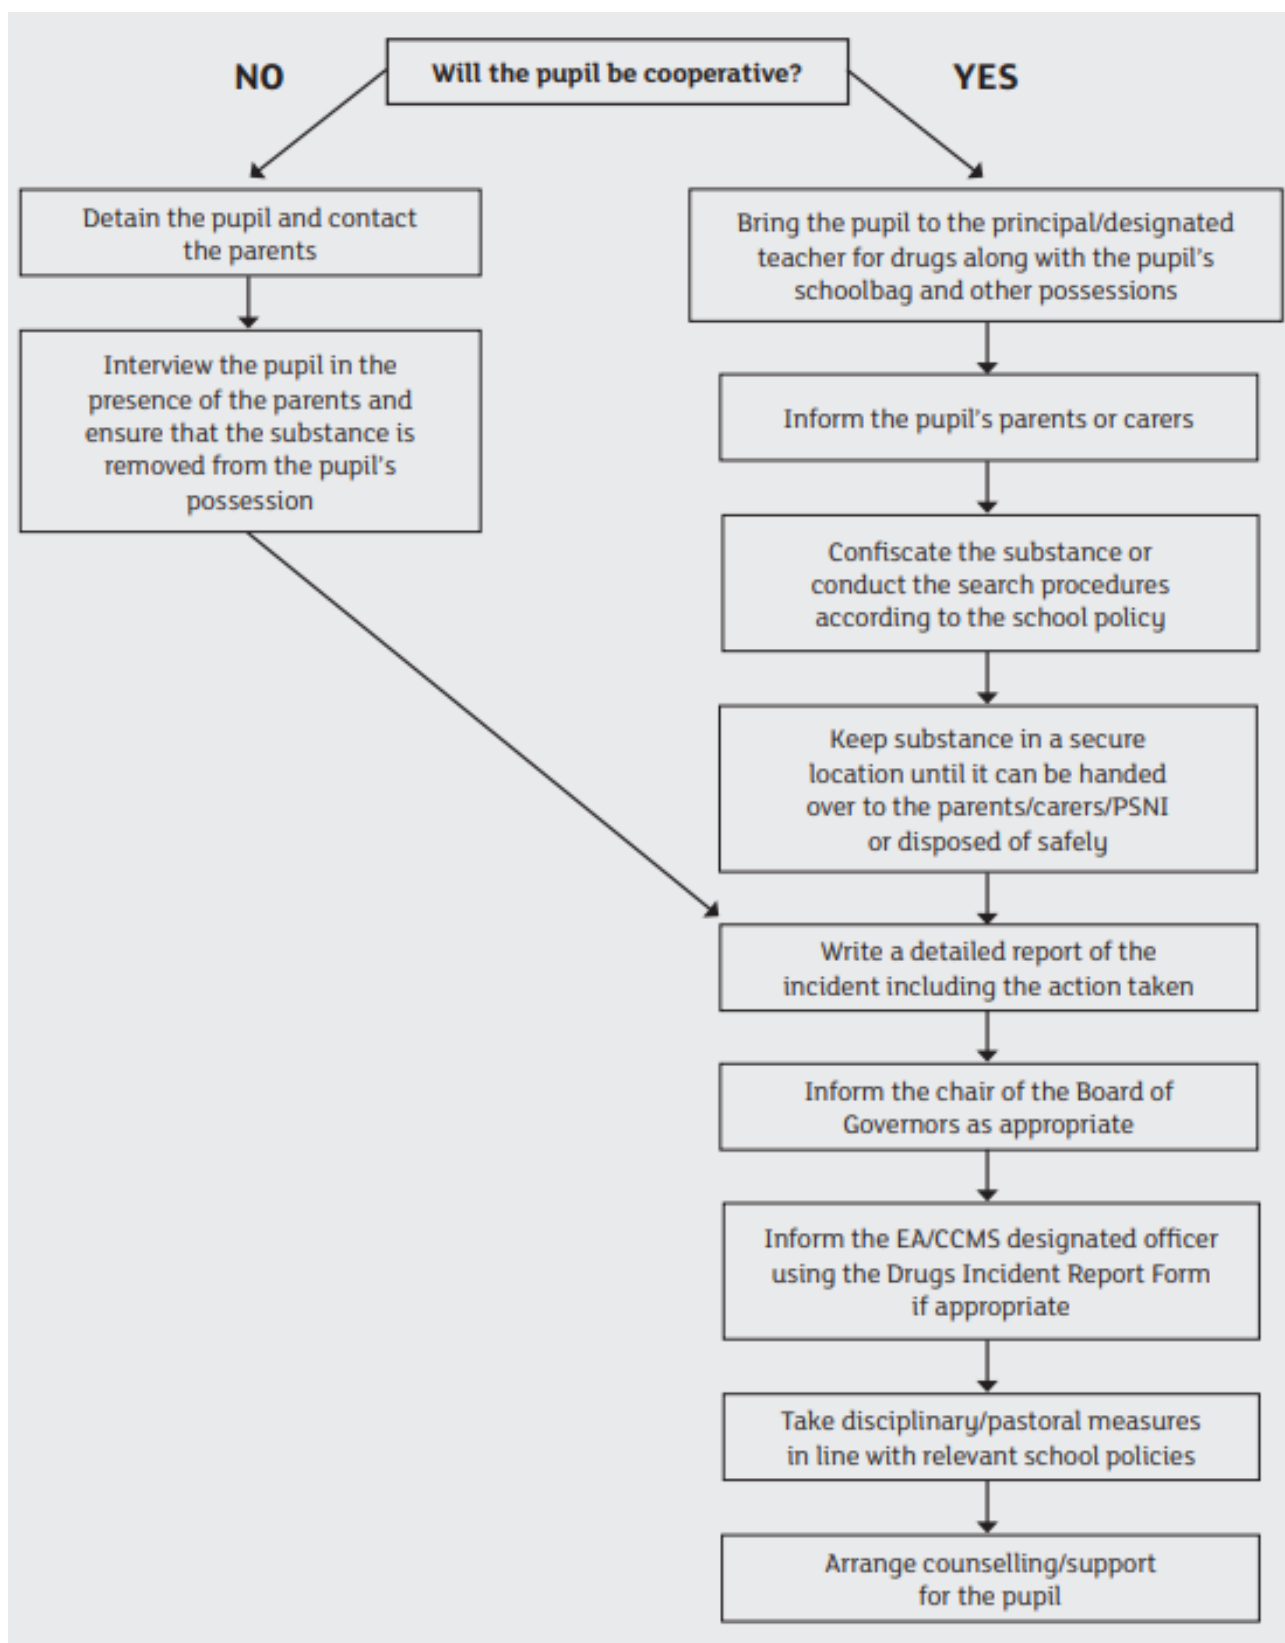 NO
Will the pupil be cooperative?
YES
Detain the pupil and contact
the parents
Interview the pupil in the
presence of the parents and
ensure that the substance is
removed from the pupil's
possession
Bring the pupil to the principal/designated
teacher for drugs along with the pupil's
schoolbag and other possessions
Inform the pupil's parents or carers
Confiscate the substance or
conduct the search procedures
according to the school policy
Keep substance in a secure
location until it can be handed
over to the parents/carers/PSNI
or disposed of safely
Write a detailed report of the
incident including the action taken
Inform the chair of the Board of
Governors as appropriate
Inform the EA/CCMS designated officer
using the Drugs Incident Report Form
if appropriate
Take disciplinary/pastoral measures
in line with relevant school policies
Arrange counselling/support
for the pupil